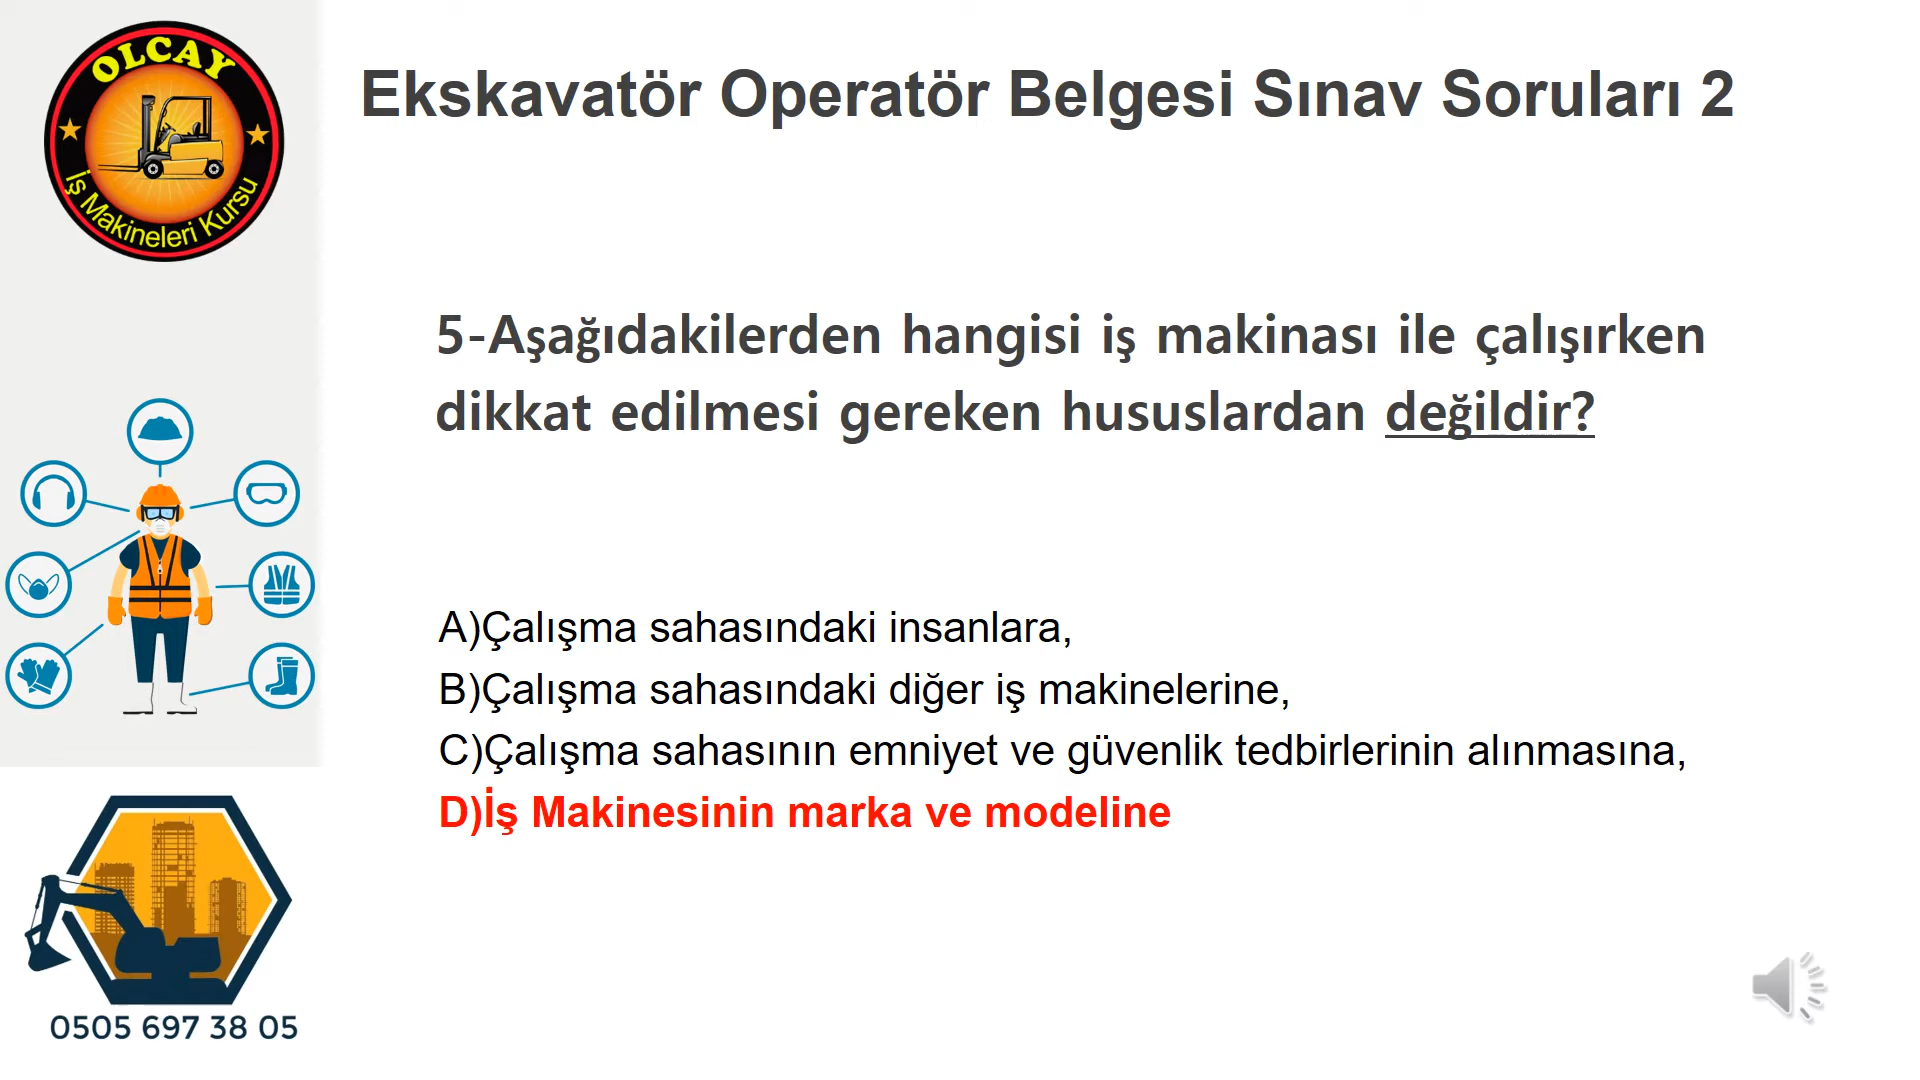 OLCAY
İş Makineleri Kursu
Ekskavatör Operatör Belgesi Sınav Soruları 2
5-Aşağıdakilerden hangisi iş makinası ile çalışırken
dikkat edilmesi gereken hususlardan değildir?
A)Çalışma sahasındaki insanlara,
B)Çalışma sahasındaki diğer iş makinelerine,
C)Çalışma sahasının emniyet ve güvenlik tedbirlerinin alınmasına,
D)İş Makinesinin marka ve modeline
0505 697 38 05